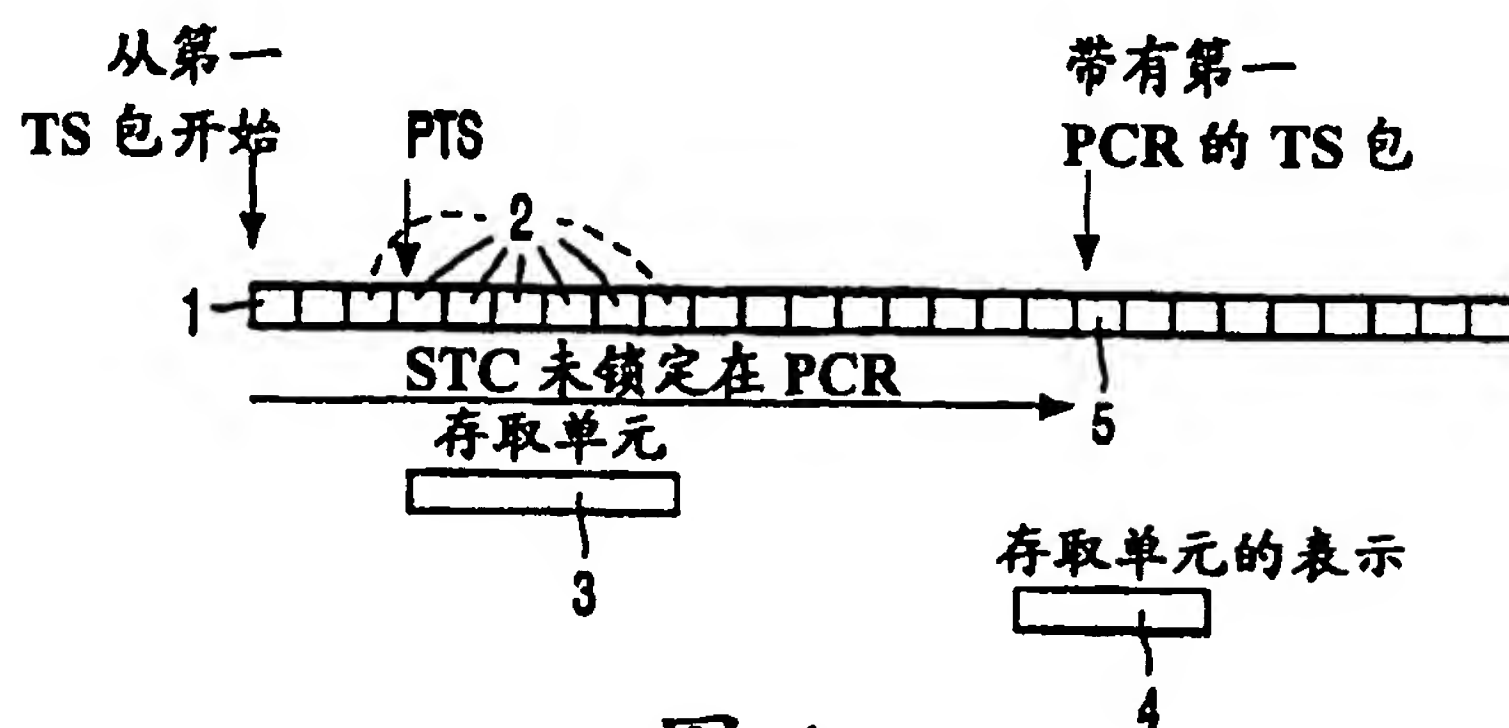 从第一
TS 包开始
PTS
带有第一
PCR 的 TS 包
2
1
STC 未锁定在 PCR
5
存取单元
3
存取单元的表示
4